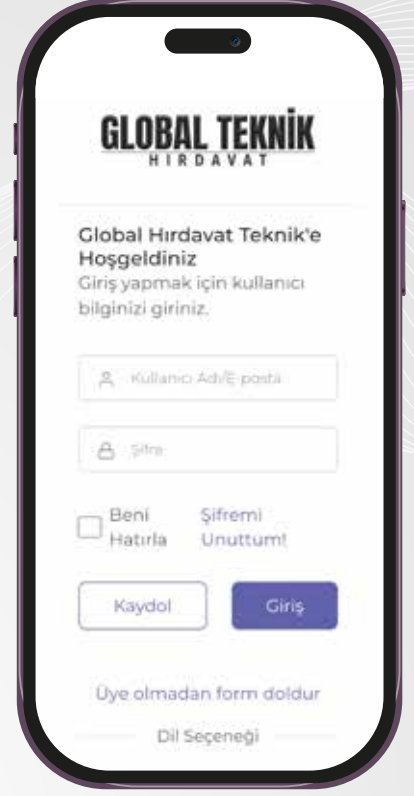 GLOBAL TEKNİK
HIRDAVAT
Global Hırdavat Teknik'e
Hoşgeldiniz
Giriş yapmak için kullanıcı
bilginizi giriniz.
Kullanıcı Adı/E-posta
Şifre
Beni
Hatırla
Şifremi
Unuttum!
Kaydol
Giriş
Üye olmadan form doldur
Dil Seçeneği